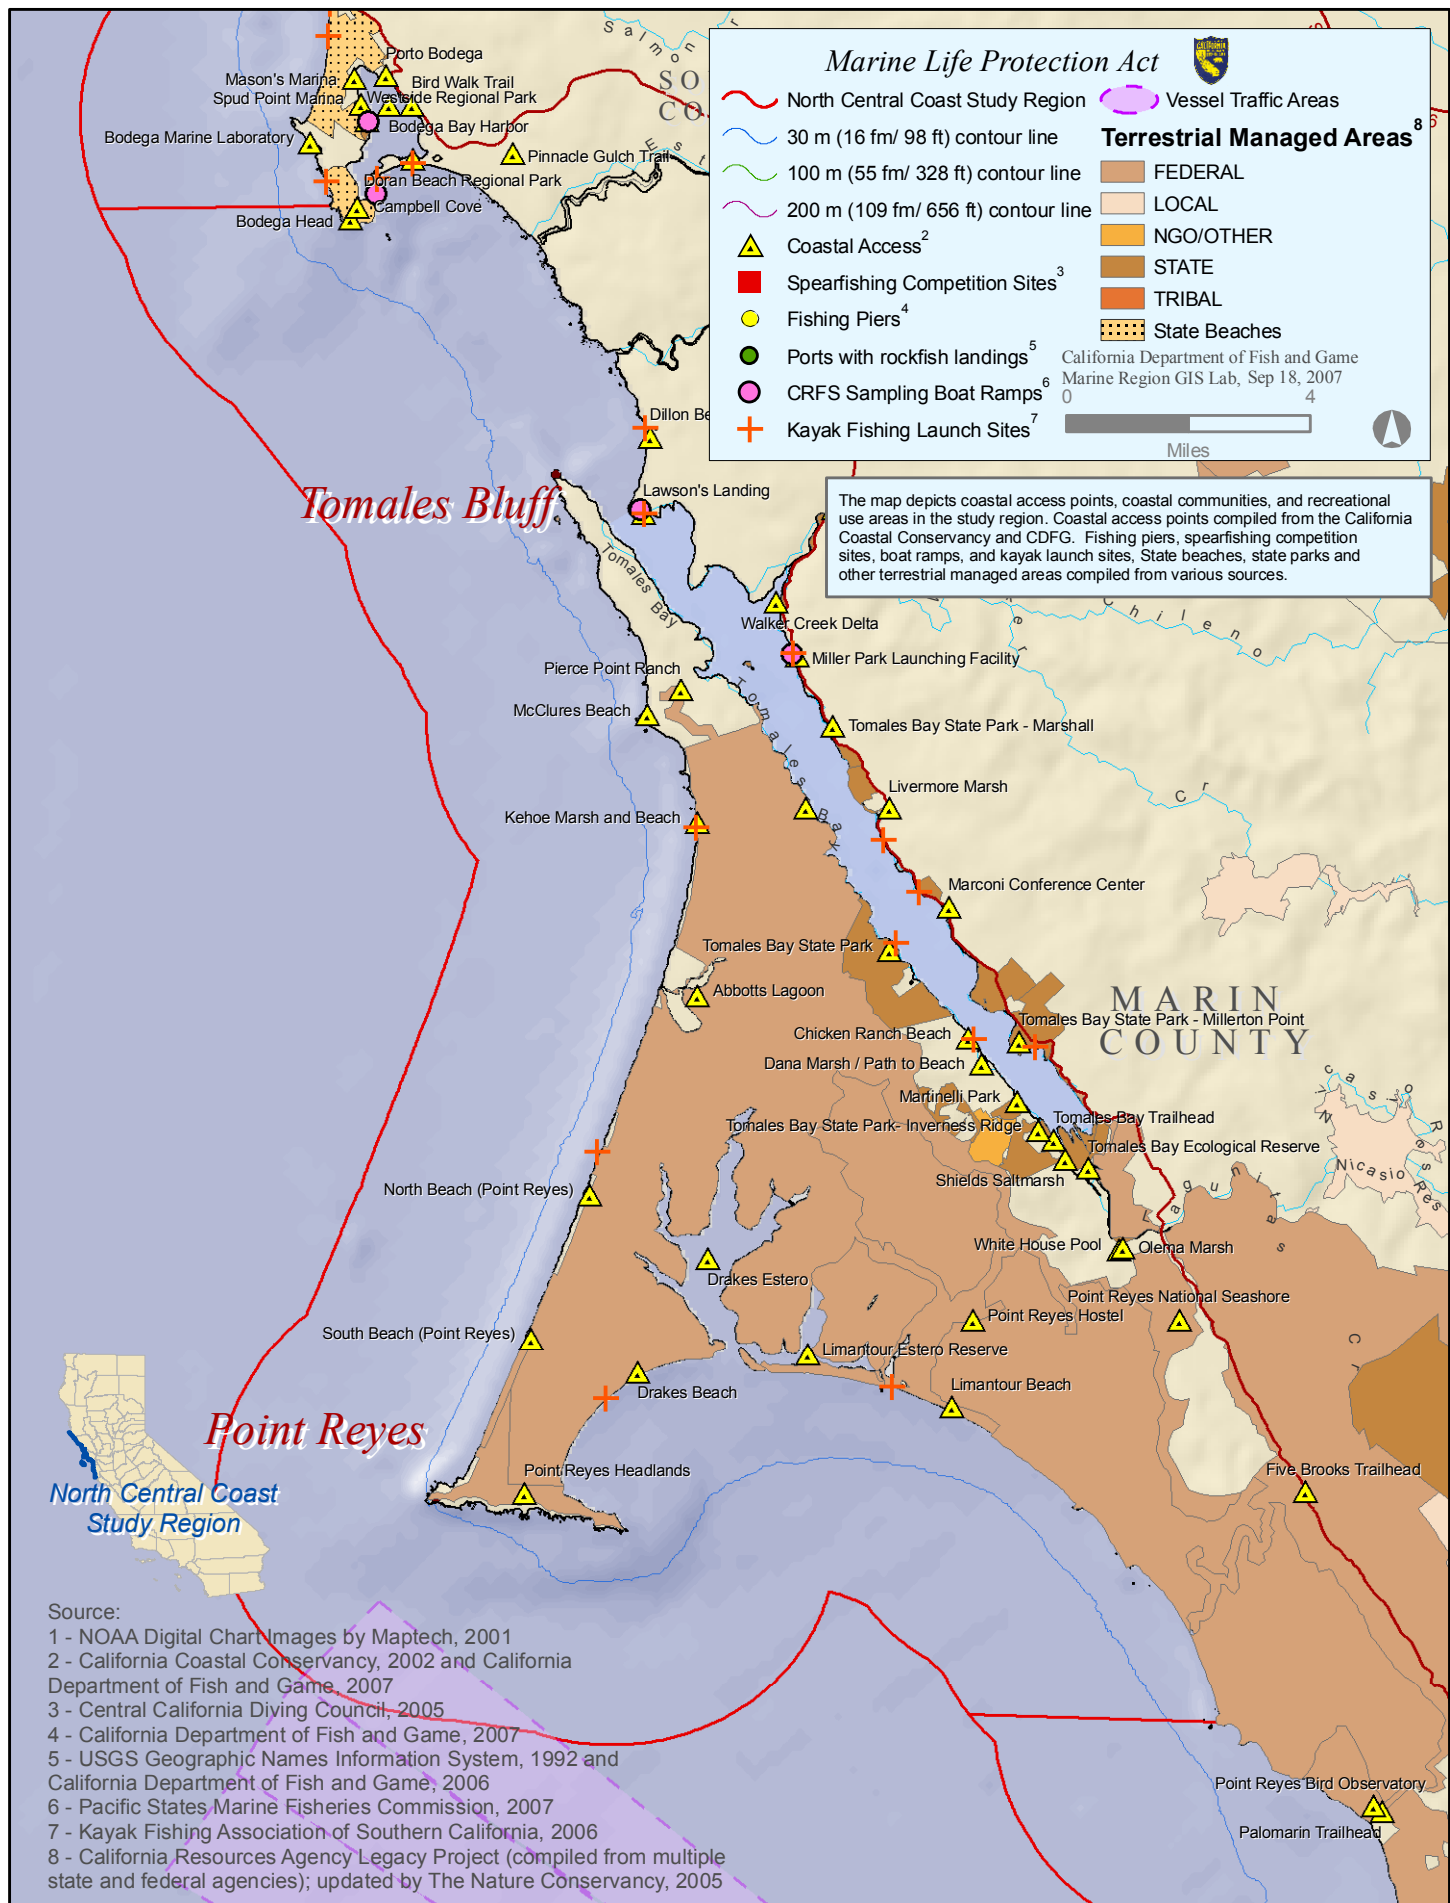 Salmon
Porto Bodega
Mason's Marina
Bird Walk Trail
Spud Point Marina
Westside Regional Park
Bodega Bay Harbor
Bodega Marine Laboratory
Pinnacle Gulch Trail
Doran Beach Regional Park
Campbell Cove
Bodega Head
SO
CO
Est
Marine Life Protection Act
North Central Coast Study Region
30 m (16 fm/ 98 ft) contour line
100 m (55 fm/ 328 ft) contour line
200 m (109 fm/ 656 ft) contour line
Coastal Access2
Spearfishing Competition Sites3
Fishing Piers4
Ports with rockfish landings5
CRFS Sampling Boat Ramps6
Kayak Fishing Launch Sites7
Vessel Traffic Areas
Terrestrial Managed Areas8
FEDERAL
LOCAL
NGO/OTHER
STATE
TRIBAL
State Beaches
California Department of Fish and Game
Marine Region GIS Lab, Sep 18, 2007
0 4
Miles
The map depicts coastal access points, coastal communities, and recreational
use areas in the study region. Coastal access points compiled from the California
Coastal Conservancy and CDFG. Fishing piers, spearfishing competition
sites, boat ramps, and kayak launch sites, State beaches, state parks and
other terrestrial managed areas compiled from various sources.
Dillon Be
Tomales Bluff
Lawson's Landing
Tomales Bay
Chileno
Walker Creek Delta
Miller Park Launching Facility
Pierce Point Ranch
McClures Beach
Tomales Bay
Tomales Bay State Park - Marshall
Livermore Marsh
Cr
Kehoe Marsh and Beach
Marconi Conference Center
Tomales Bay State Park
Abbotts Lagoon
MARIN
COUNTY
Tomales Bay State Park - Millerton Point
Chicken Ranch Beach
Dana Marsh / Path to Beach
Martinelli Park
Tomales Bay Trailhead
Tomales Bay State Park- Inverness Ridge
Tomales Bay Ecological Reserve
Shields Saltmarsh
Nicasio Res
Lagunitas
Cr
North Beach (Point Reyes)
White House Pool
Olema Marsh
Drakes Estero
Point Reyes National Seashore
Point Reyes Hostel
South Beach (Point Reyes)
Limantour Estero Reserve
Drakes Beach
Limantour Beach
Point Reyes
Point Reyes Headlands
Five Brooks Trailhead
North Central Coast
Study Region
Source:
1 - NOAA Digital Chart Images by Maptech, 2001
2 - California Coastal Conservancy, 2002 and California
Department of Fish and Game, 2007
3 - Central California Diving Council, 2005
4 - California Department of Fish and Game, 2007
5 - USGS Geographic Names Information System, 1992 and
California Department of Fish and Game, 2006
6 - Pacific States Marine Fisheries Commission, 2007
7 - Kayak Fishing Association of Southern California, 2006
8 - California Resources Agency Legacy Project (compiled from multiple
state and federal agencies); updated by The Nature Conservancy, 2005
Point Reyes Bird Observatory
Palomarin Trailhead